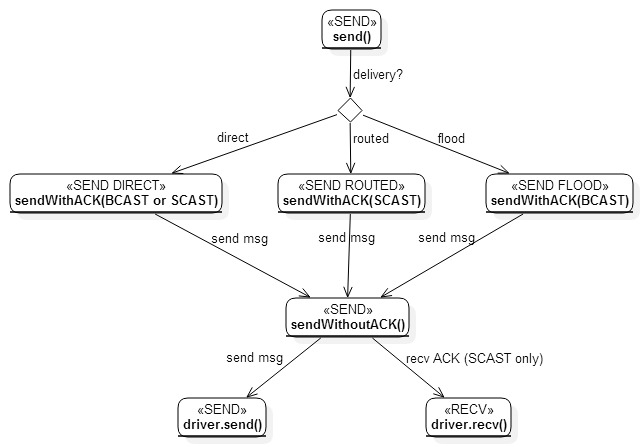 «SEND»
send()
delivery?
direct
routed
flood
«SEND DIRECT»
sendWithACK(BCAST or SCAST)
«SEND ROUTED»
sendWithACK(SCAST)
«SEND FLOOD»
sendWithACK(BCAST)
send msg
send msg
send msg
«SEND»
sendWithoutACK()
send msg
recv ACK (SCAST only)
«SEND»
driver.send()
«RECV»
driver.recv()